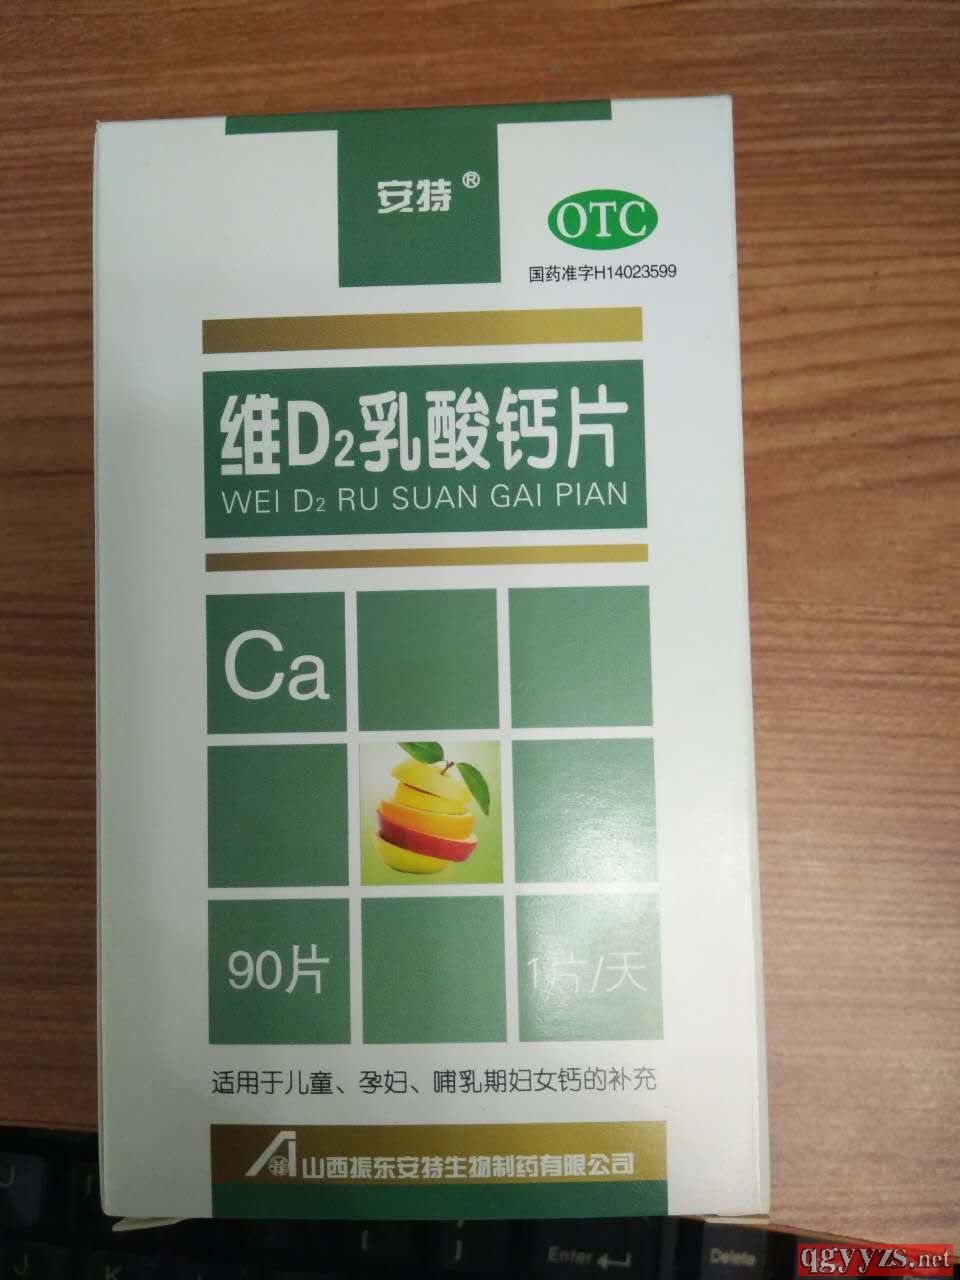 安特®
OTC
国药准字H14023599
维D2乳酸钙片
WEI D2 RU SUAN GAI PIAN
Ca
90片
1片/天
适用于儿童、孕妇、哺乳期妇女钙的补充
山西振东安特生物制药有限公司
J
[
]
Enter
Delete
J
K
qgyyzs.net